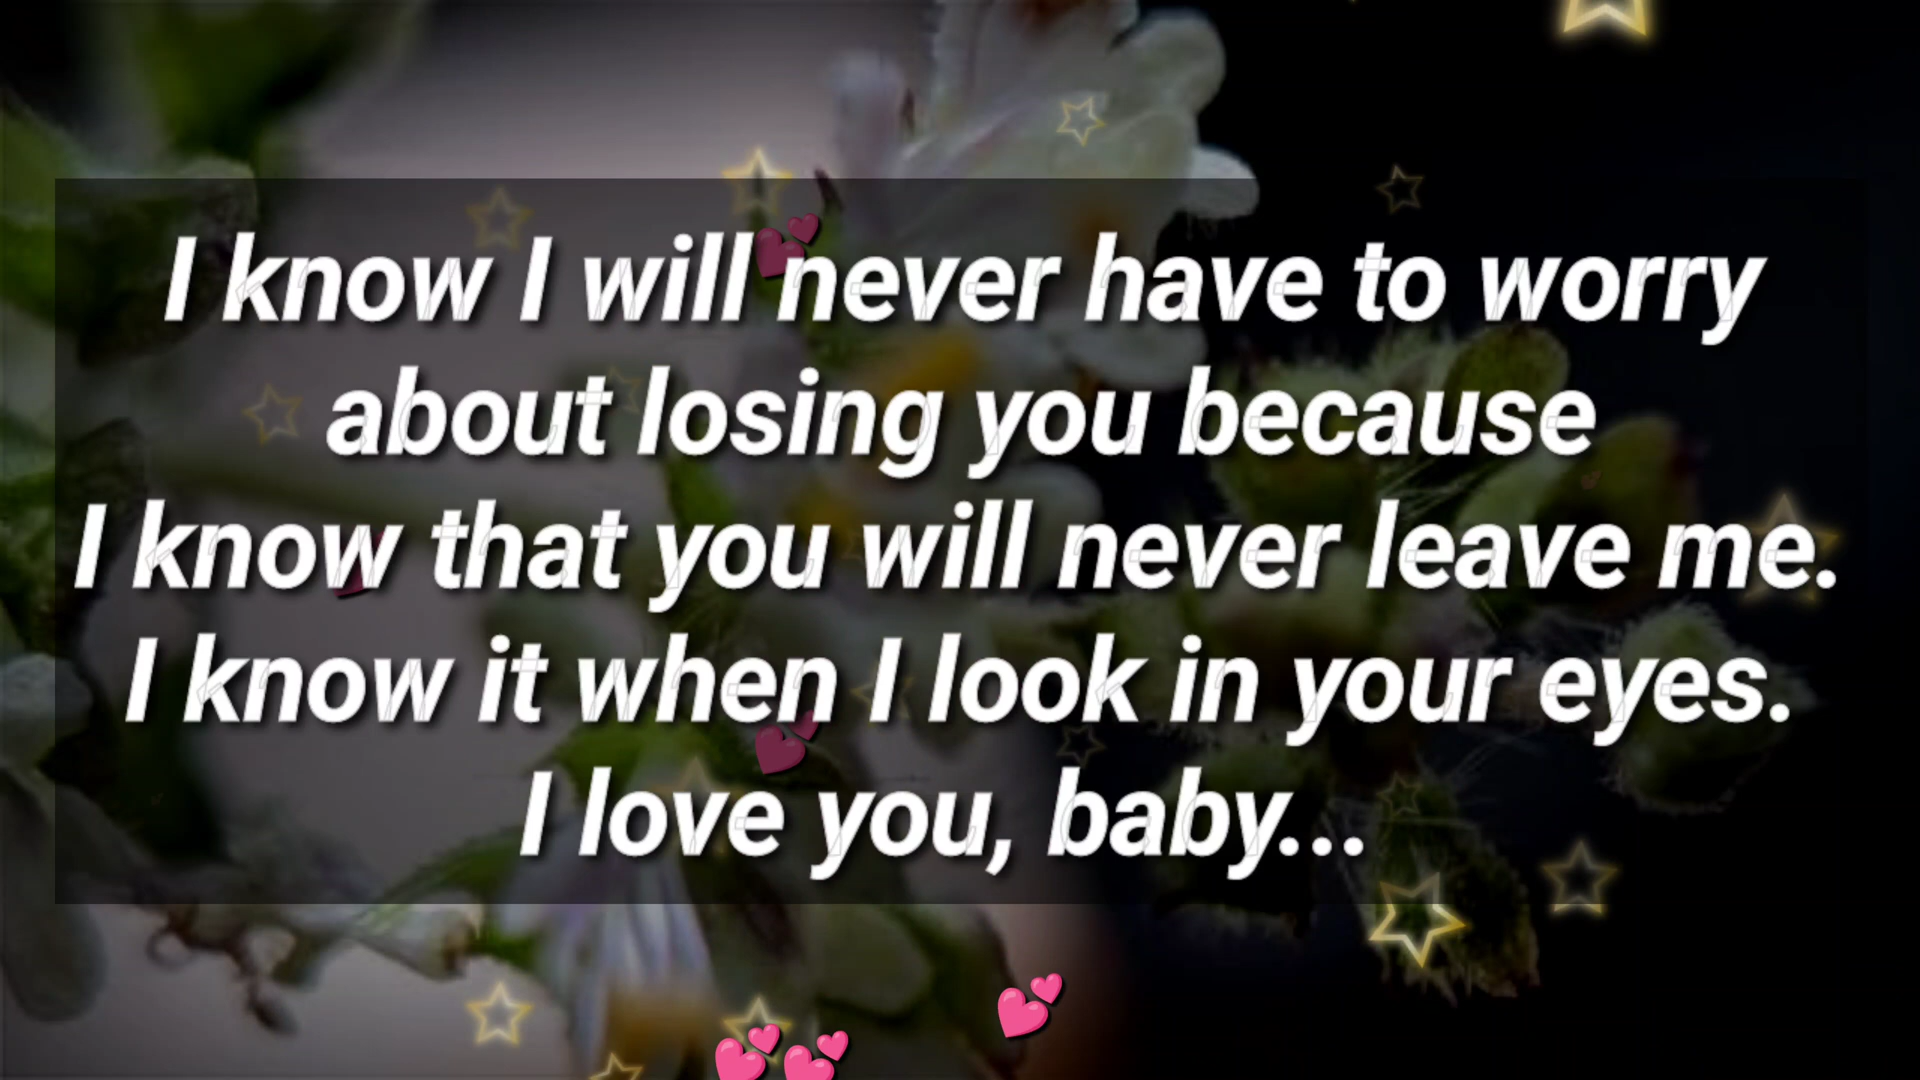 I know I will never have to worry
about losing you because
I know that you will never leave me.
I know it when I look in your eyes.
I love you, baby...